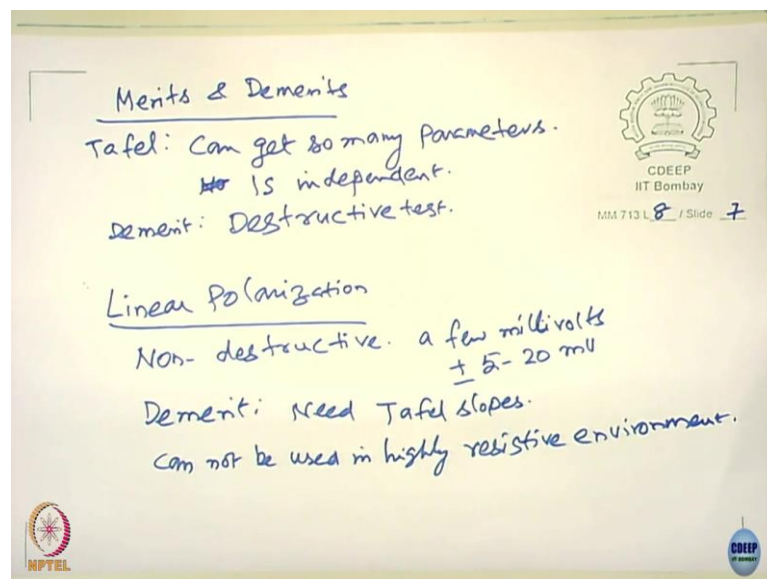 Merits & Demerits
Tafel: Can get so many parameters.
Is independent.
Demerit: Destructive test.
CDEEP
IIT Bombay
MM 713 L 8 / Slide 7
Linear Polarization
Non-destructive. a few millivolts
± 5-20 mV
Demerit: Need Tafel slopes.
can not be used in highly resistive environment.
NPTEL
CDEEP
IIT BOMBAY